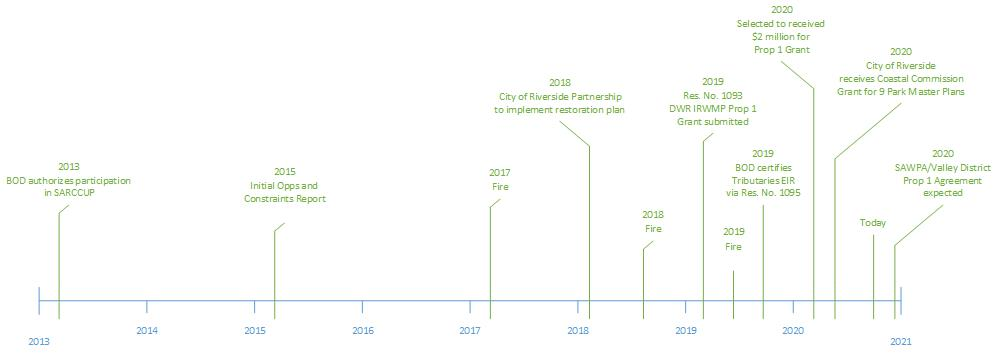 2020
Selected to received
$2 million for
Prop 1 Grant
2020
City of Riverside
receives Coastal Commission
Grant for 9 Park Master Plans
2018
City of Riverside Partnership
to implement restoration plan
2019
Res. No. 1093
DWR IRWMP Prop 1
Grant submitted
2013
BOD authorizes participation
in SARCCUP
2015
Initial Opps and
Constraints Report
2017
Fire
2019
BOD certifies
Tributaries EIR
via Res. No. 1095
2020
SAWPA/Valley District
Prop 1 Agreement
expected
2018
Fire
2019
Fire
Today
2013
2014
2015
2016
2017
2018
2019
2020
2021